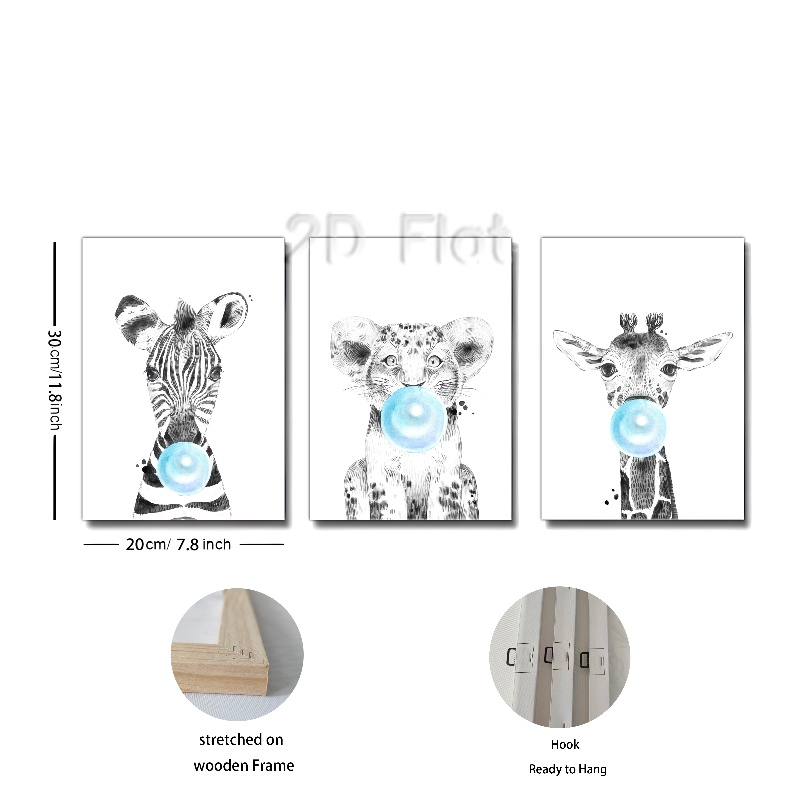 2D Flat
30cm/11.8inch
20cm/ 7.8 inch
stretched on
wooden Frame
Hook
Ready to Hang